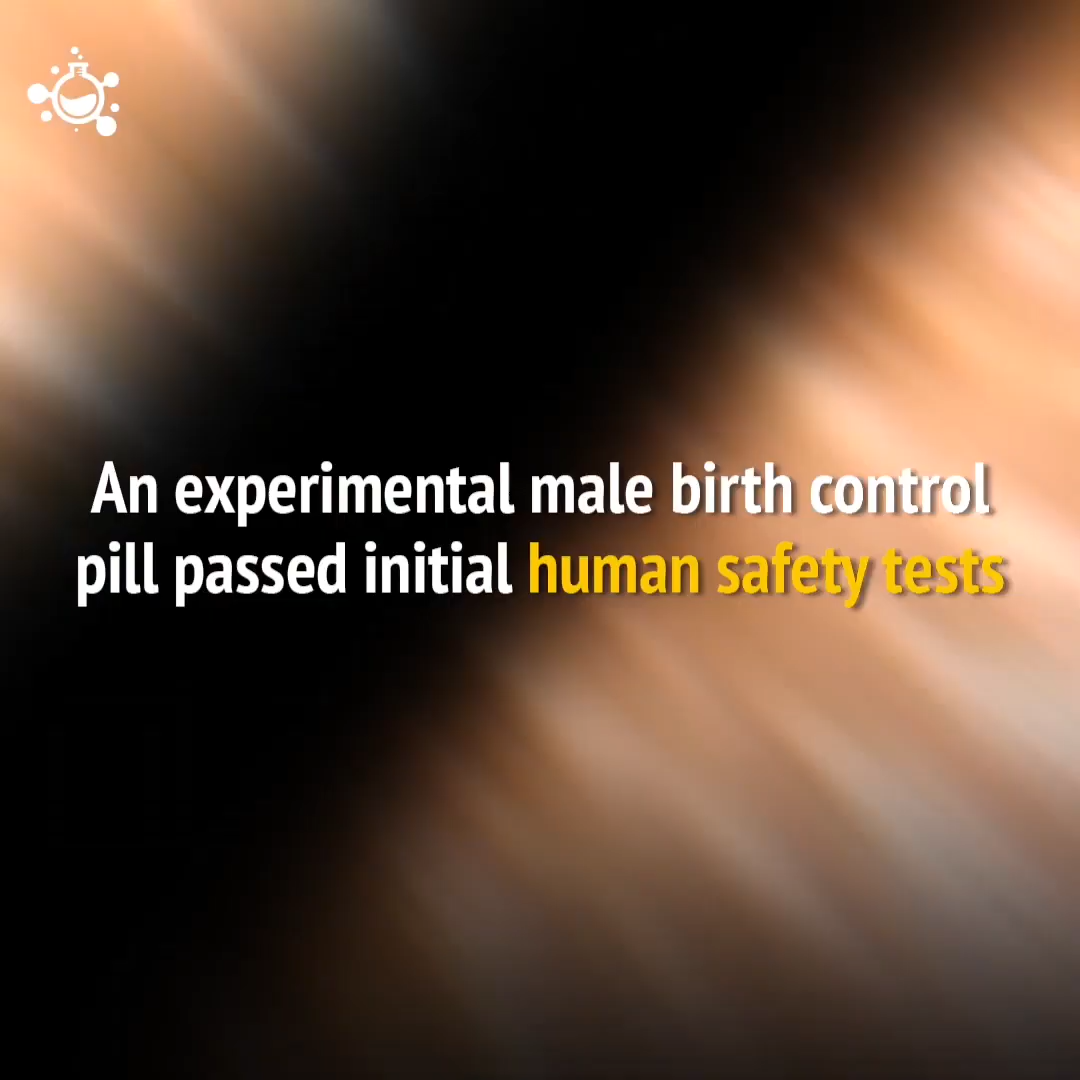 An experimental male birth control
pill passed initial human safety tests